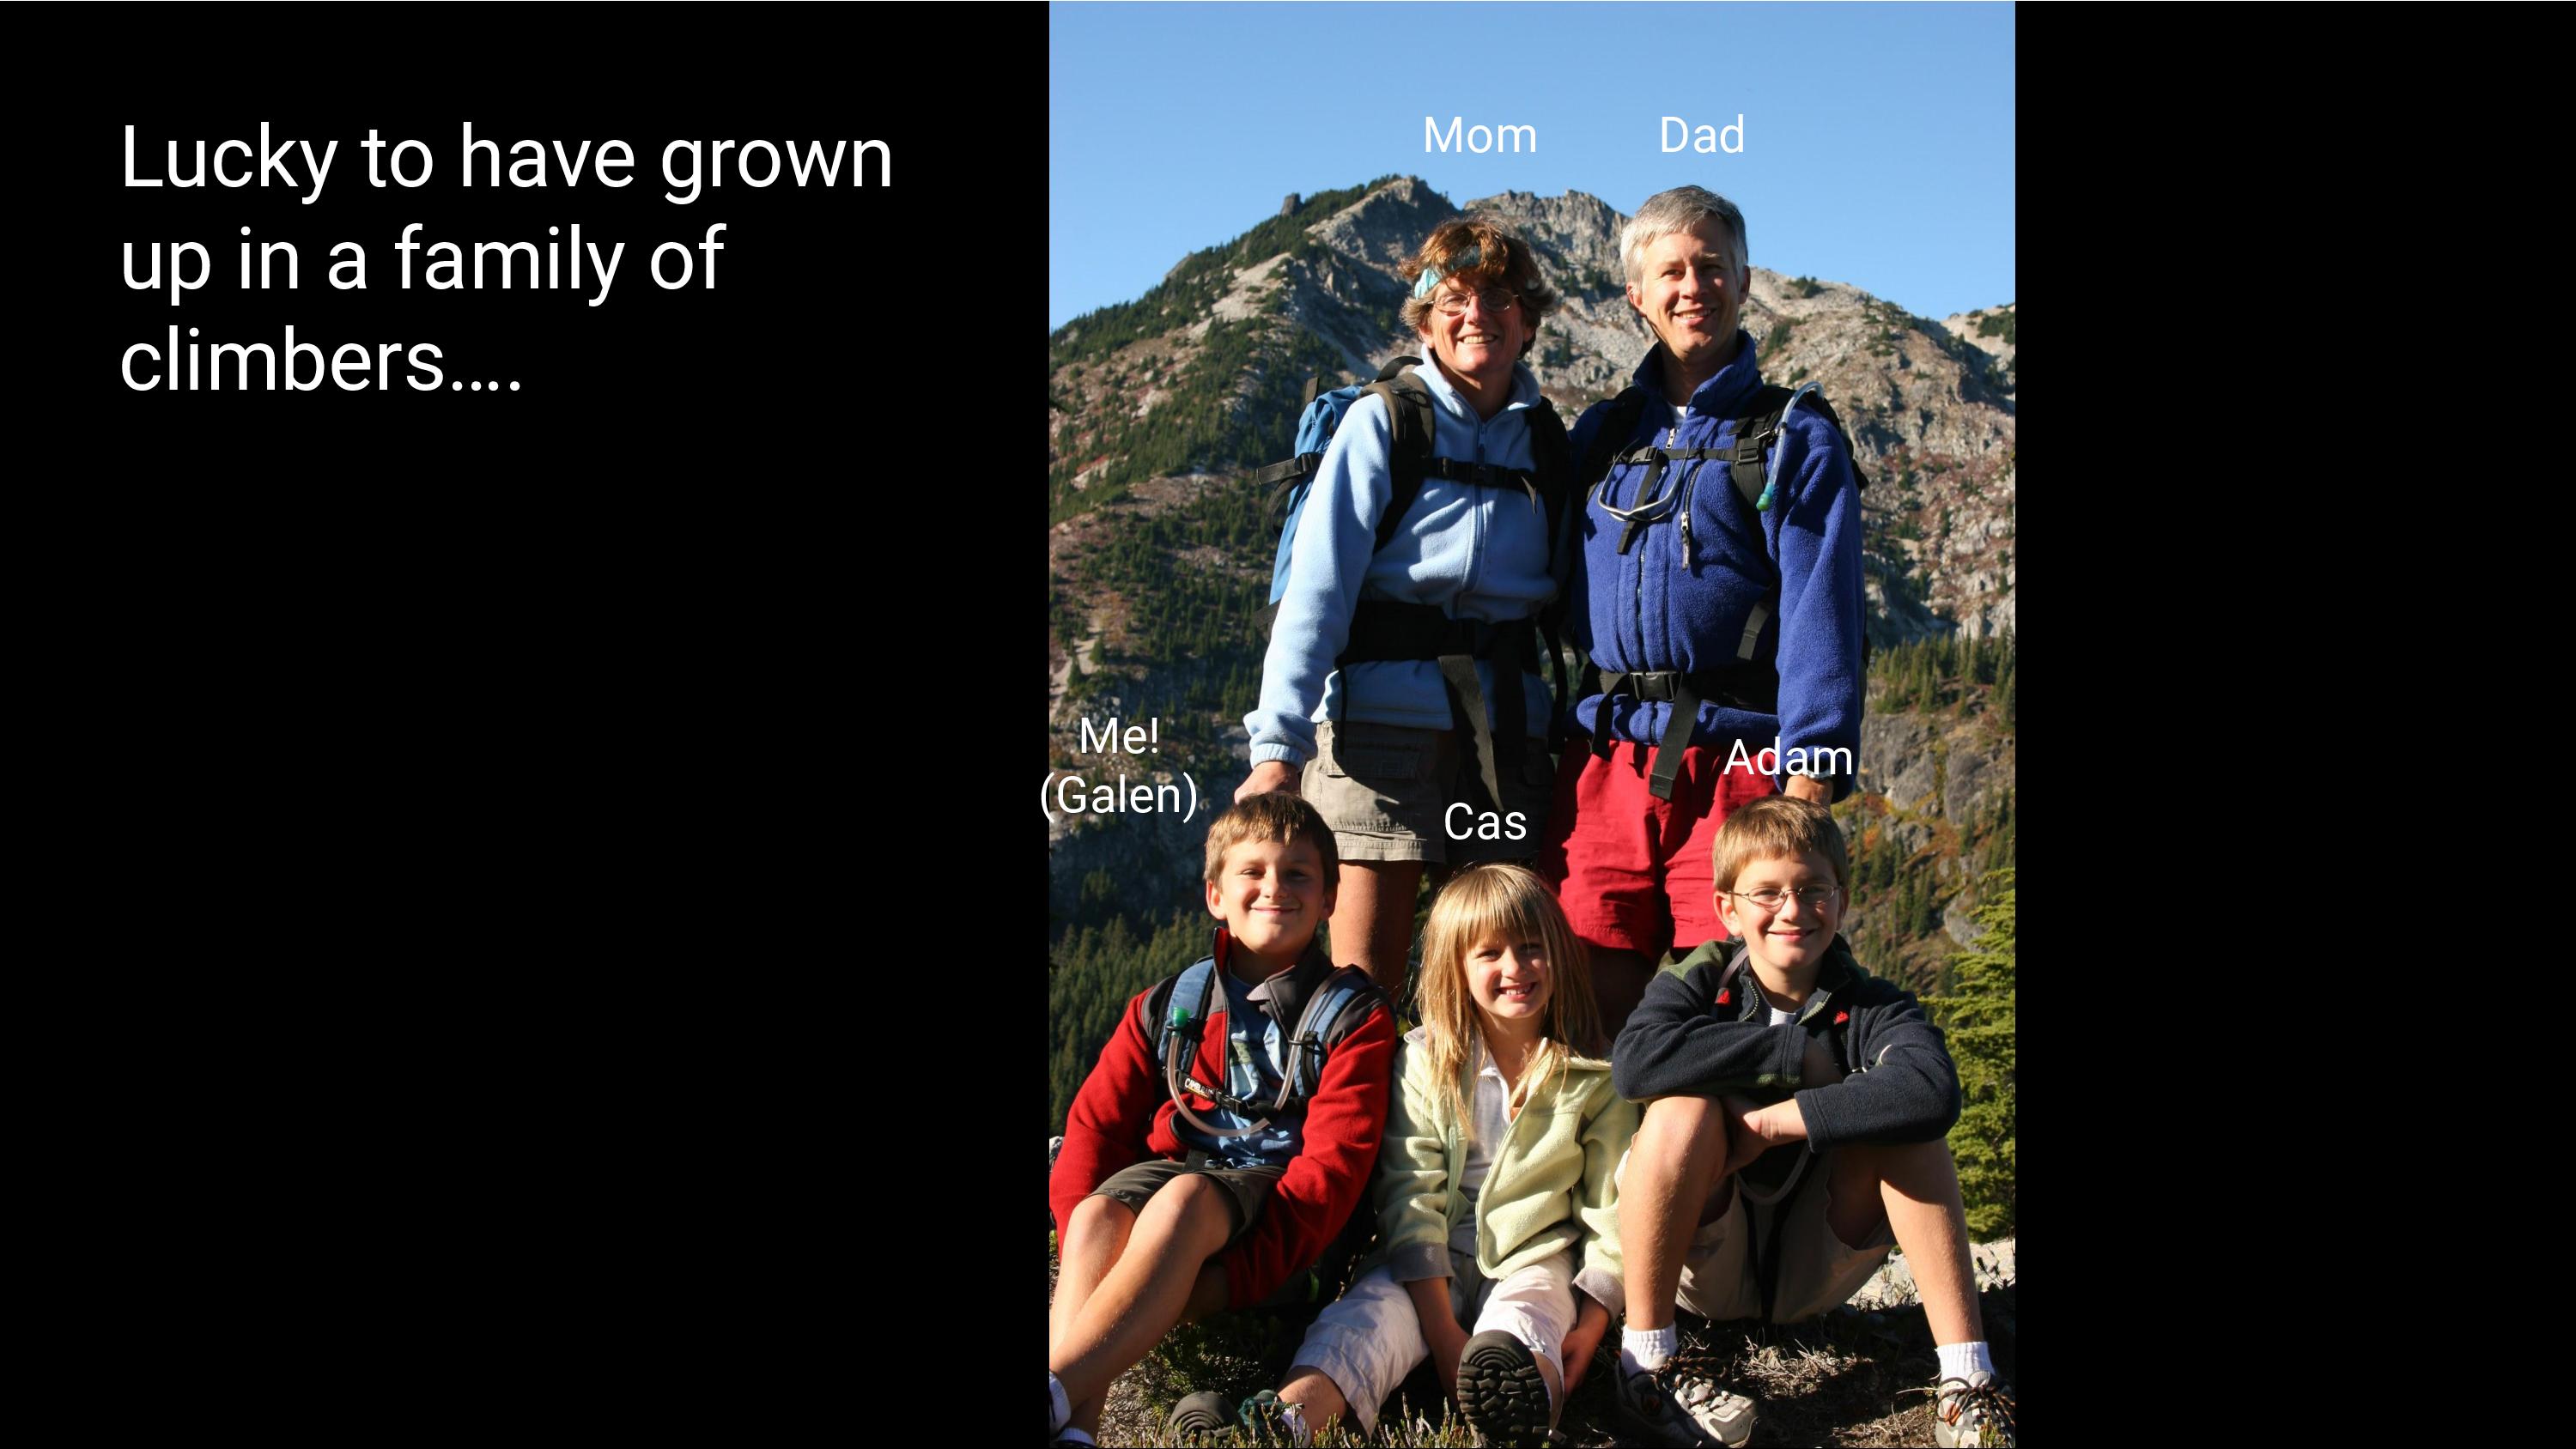 Lucky to have grown
up in a family of
climbers....
Mom
Dad
Me!
(Galen)
Adam
Cas